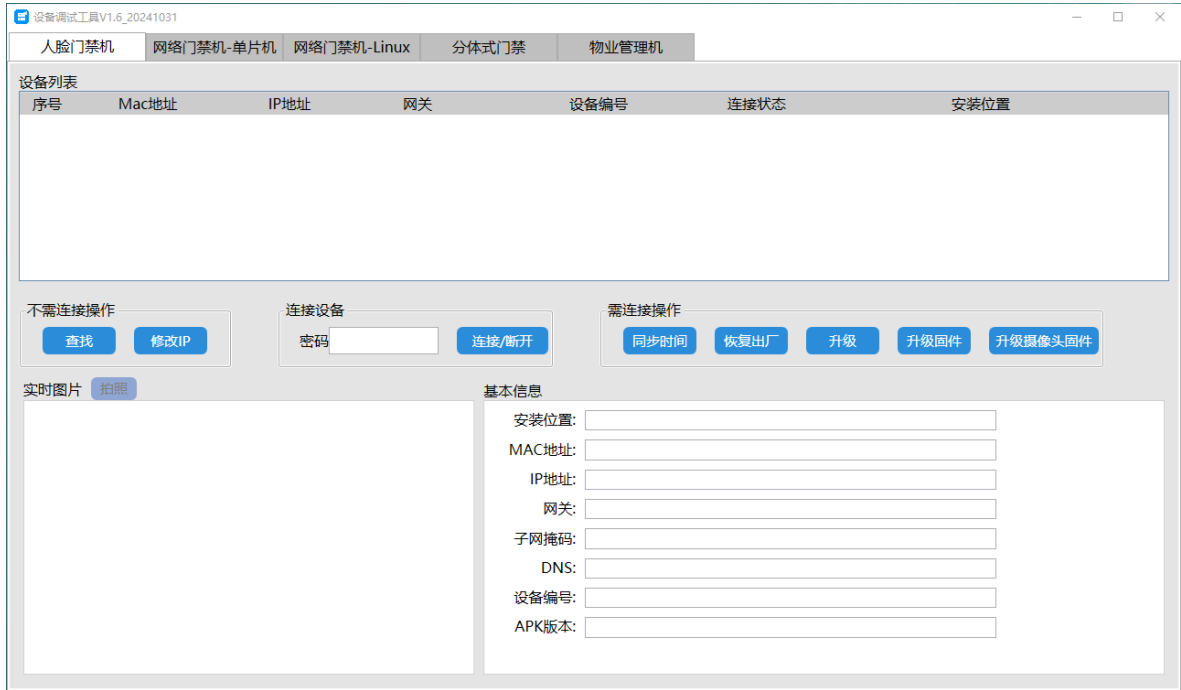 设备调试工具V1.6_20241031
人脸门禁机 网络门禁机-单片机 网络门禁机-Linux 分体式门禁 物业管理机
设备列表
序号 Mac地址 IP地址 网关 设备编号 连接状态 安装位置
不需连接操作 连接设备 需连接操作
查找 修改IP 密码 连接/断开 同步时间 恢复出厂 升级 升级固件 升级摄像头固件
实时图片 拍照 基本信息
安装位置:
MAC地址:
IP地址:
网关:
子网掩码:
DNS:
设备编号:
APK版本: